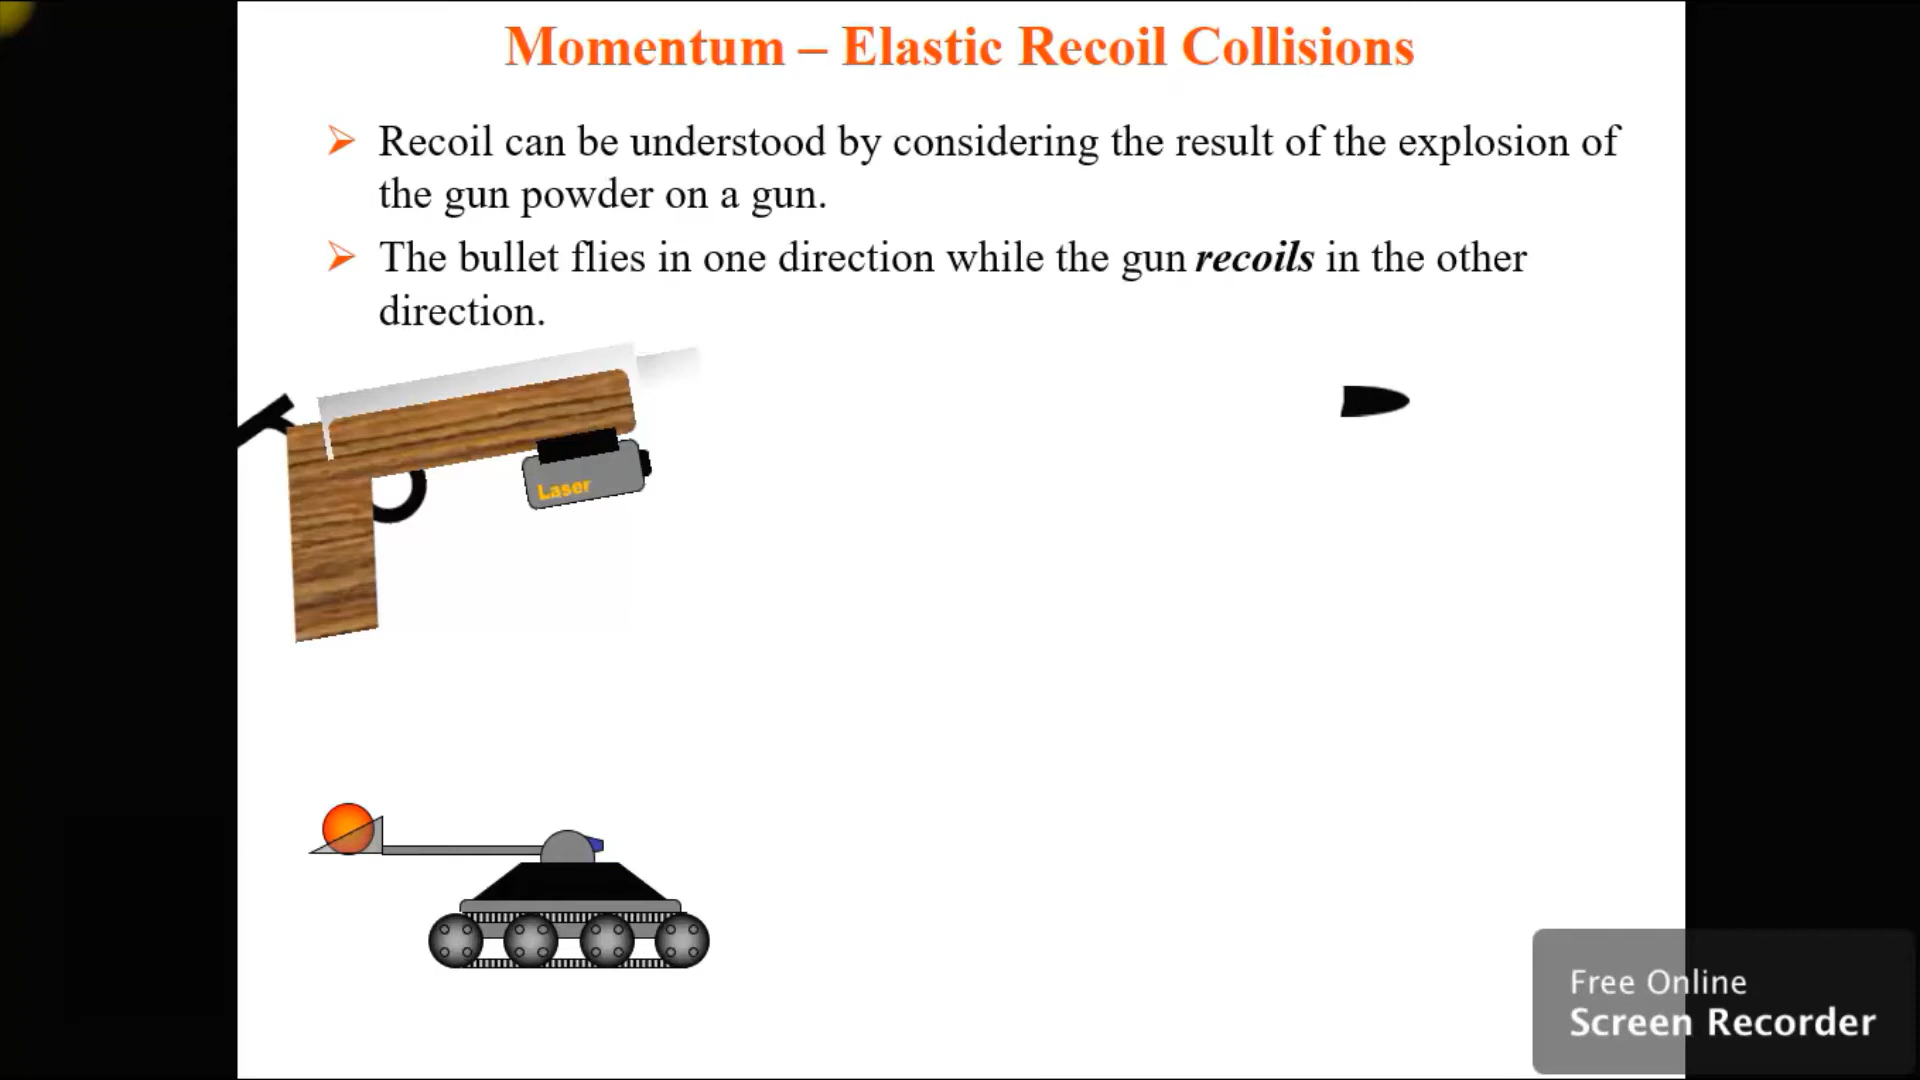 Momentum – Elastic Recoil Collisions
Recoil can be understood by considering the result of the explosion of
the gun powder on a gun.
The bullet flies in one direction while the gun recoils in the other
direction.
Laser
Free Online
Screen Recorder